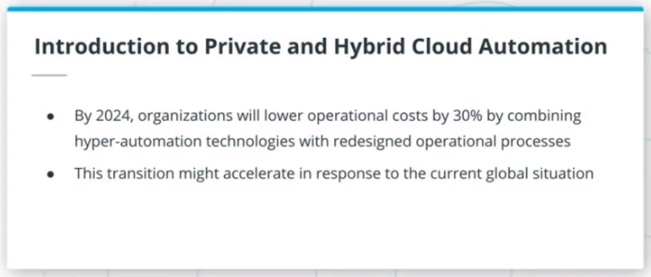 Introduction to Private and Hybrid Cloud Automation
● By 2024, organizations will lower operational costs by 30% by combining
hyper-automation technologies with redesigned operational processes
● This transition might accelerate in response to the current global situation